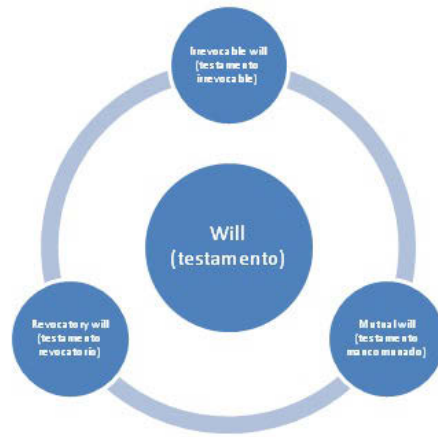 Irrevocable will
(testamento
irrevocable)
Will
(testamento)
Revocatory will
(testamento
revocatorio)
Mutual will
(testamento
mancomunado)